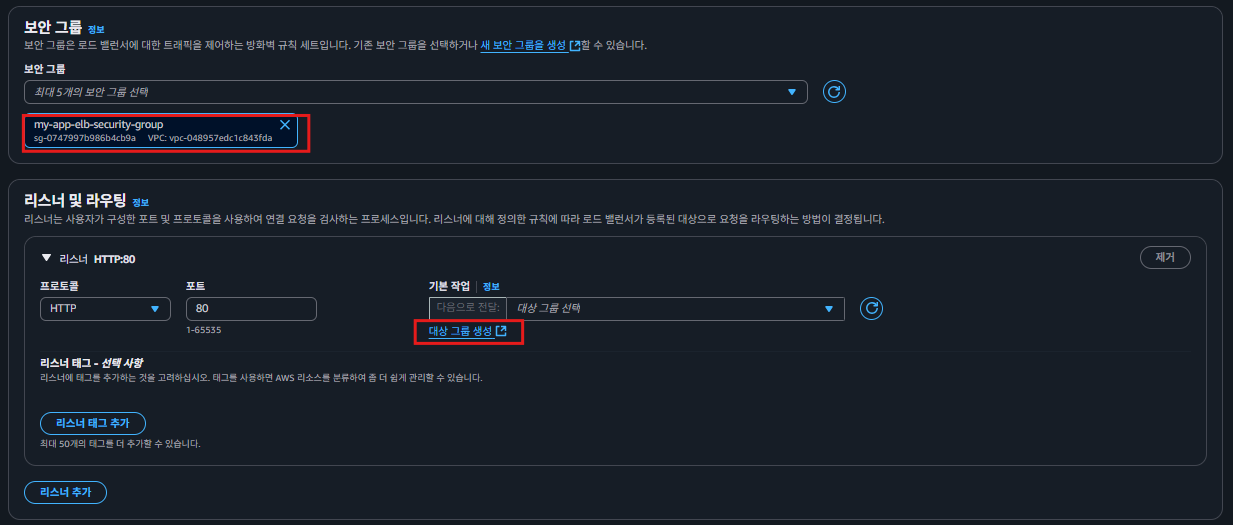 보안 그룹 정보
보안 그룹은 로드 밸런서에 대한 트래픽을 제어하는 방화벽 규칙 세트입니다. 기존 보안 그룹을 선택하거나 새 보안 그룹을 생성 할 수 있습니다.
보안 그룹
최대 5개의 보안 그룹 선택
my-app-elb-security-group
sg-0747997b986b4cb9a VPC: vpc-048957edc1c843fda
리스너 및 라우팅 정보
리스너는 사용자가 구성한 포트 및 프로토콜을 사용하여 연결 요청을 검사하는 프로세스입니다. 리스너에 대해 정의한 규칙에 따라 로드 밸런서가 등록된 대상으로 요청을 라우팅하는 방법이 결정됩니다.
리스너 HTTP:80
제거
프로토콜 포트 기본 작업 정보
HTTP 80 다음으로 전달: 대상 그룹 선택
1-65535 대상 그룹 생성
리스너 태그 - 선택 사항
리스너에 태그를 추가하는 것을 고려하십시오. 태그를 사용하면 AWS 리소스를 분류하여 좀 더 쉽게 관리할 수 있습니다.
리스너 태그 추가
최대 50개의 태그를 더 추가할 수 있습니다.
리스너 추가